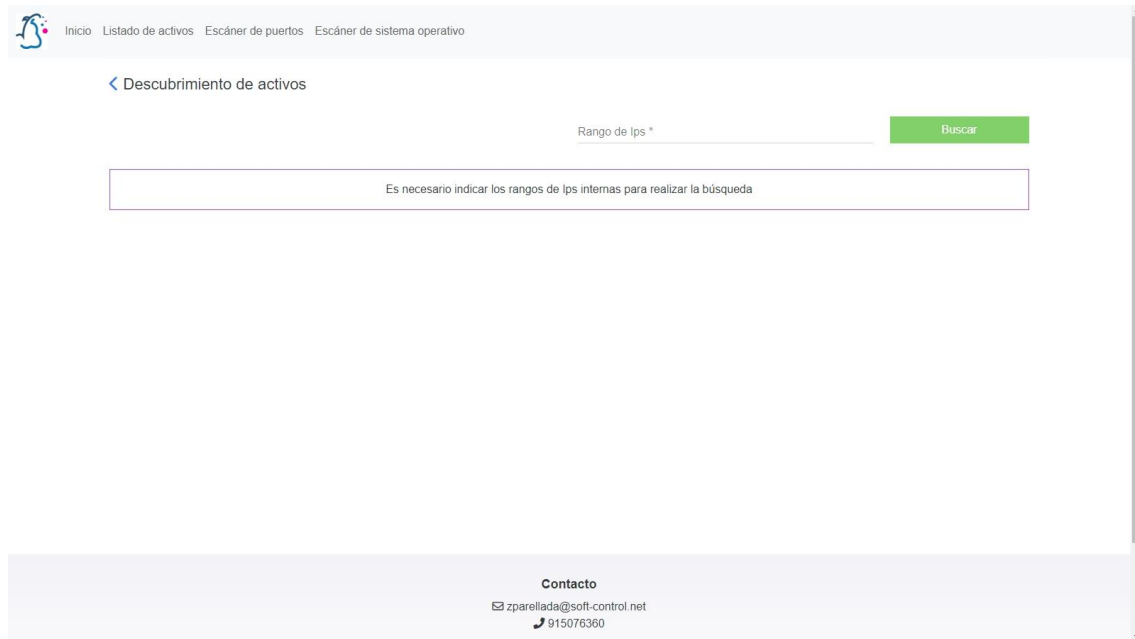 Inicio Listado de activos Escáner de puertos Escáner de sistema operativo
Descubrimiento de activos
Rango de Ips *
Buscar
Es necesario indicar los rangos de Ips internas para realizar la búsqueda
Contacto
zparellada@soft-control.net
915076360